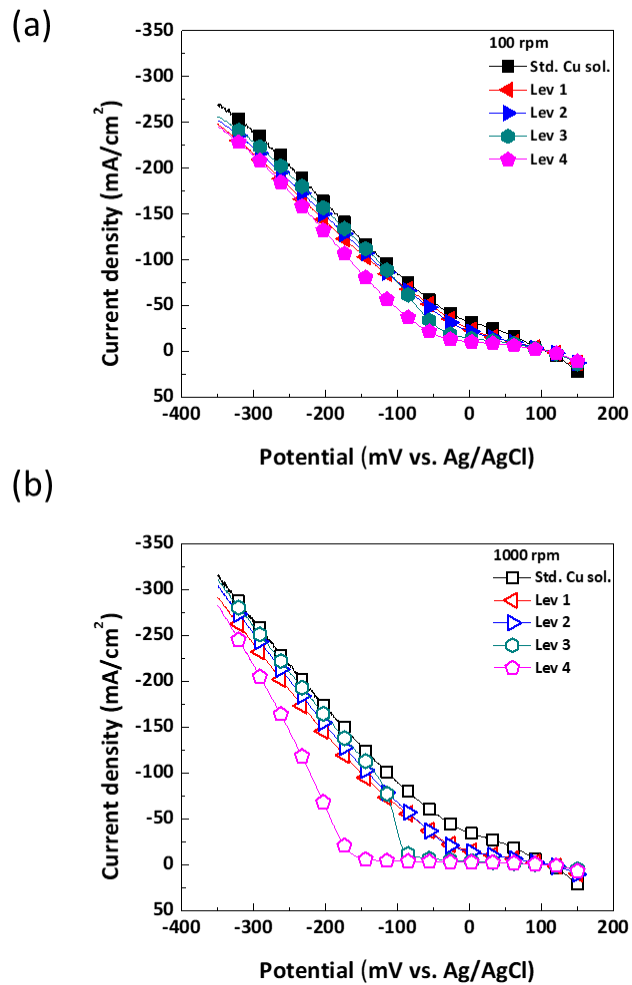 (a)
-350
-300
-250
-200
-150
-100
-50
0
50
-400 -300 -200 -100 0 100 200
Current density (mA/cm²)
Potential (mV vs. Ag/AgCl)
100 rpm
Std. Cu sol.
Lev 1
Lev 2
Lev 3
Lev 4
(b)
-350
-300
-250
-200
-150
-100
-50
0
50
-400 -300 -200 -100 0 100 200
Current density (mA/cm²)
Potential (mV vs. Ag/AgCl)
1000 rpm
Std. Cu sol.
Lev 1
Lev 2
Lev 3
Lev 4